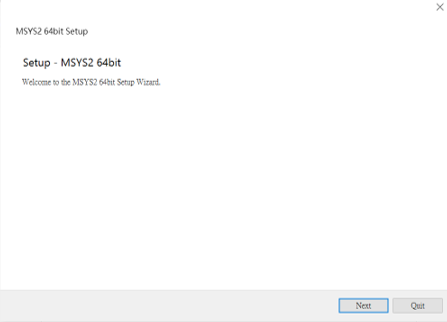 MSYS2 64bit Setup
Setup - MSYS2 64bit
Welcome to the MSYS2 64bit Setup Wizard.
Next Quit